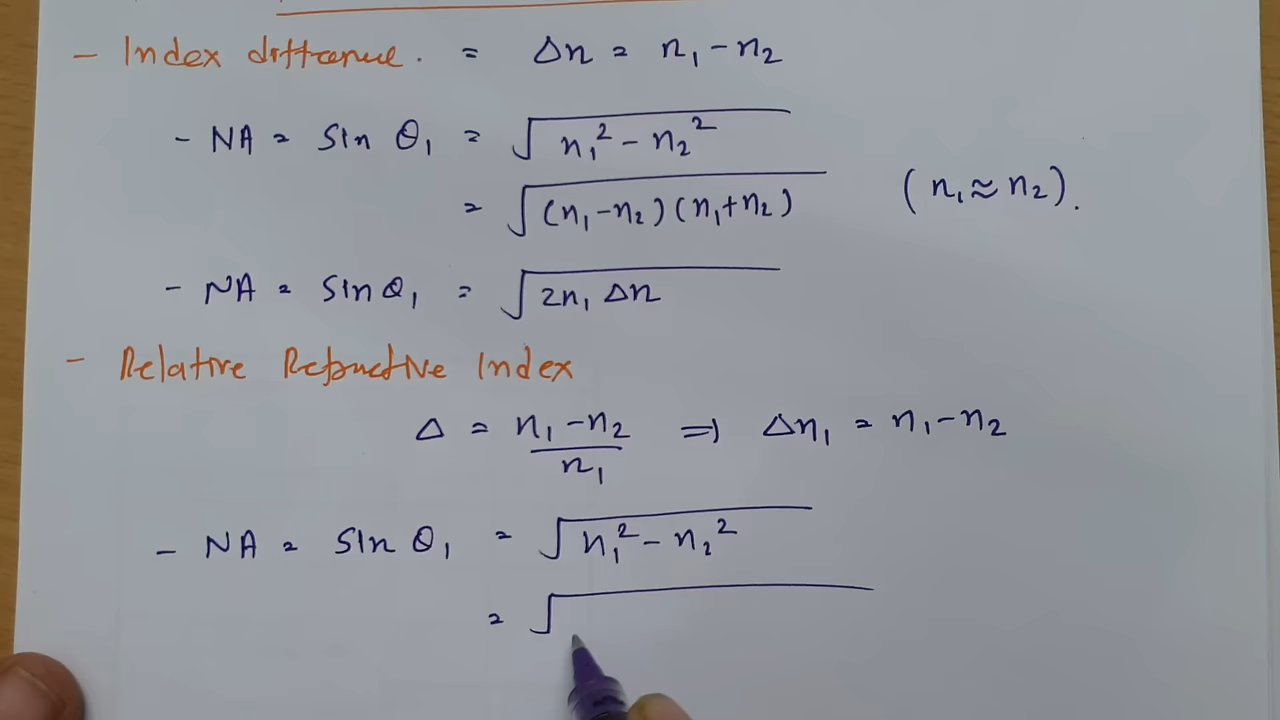 - Index diffarence. = Δn = n₁ - n₂
- NA = Sin θ₁ = √(n₁² - n₂²)
= √((n₁-n₂)(n₁+n₂)) (n₁ ≈ n₂).
- NA = Sin θ₁ = √(2n₁ Δn)
- Relative Refractive Index
Δ = (n₁ - n₂)/n₁ ⇒ Δn₁ = n₁ - n₂
- NA = Sin θ₁ = √(n₁² - n₂²)
= √